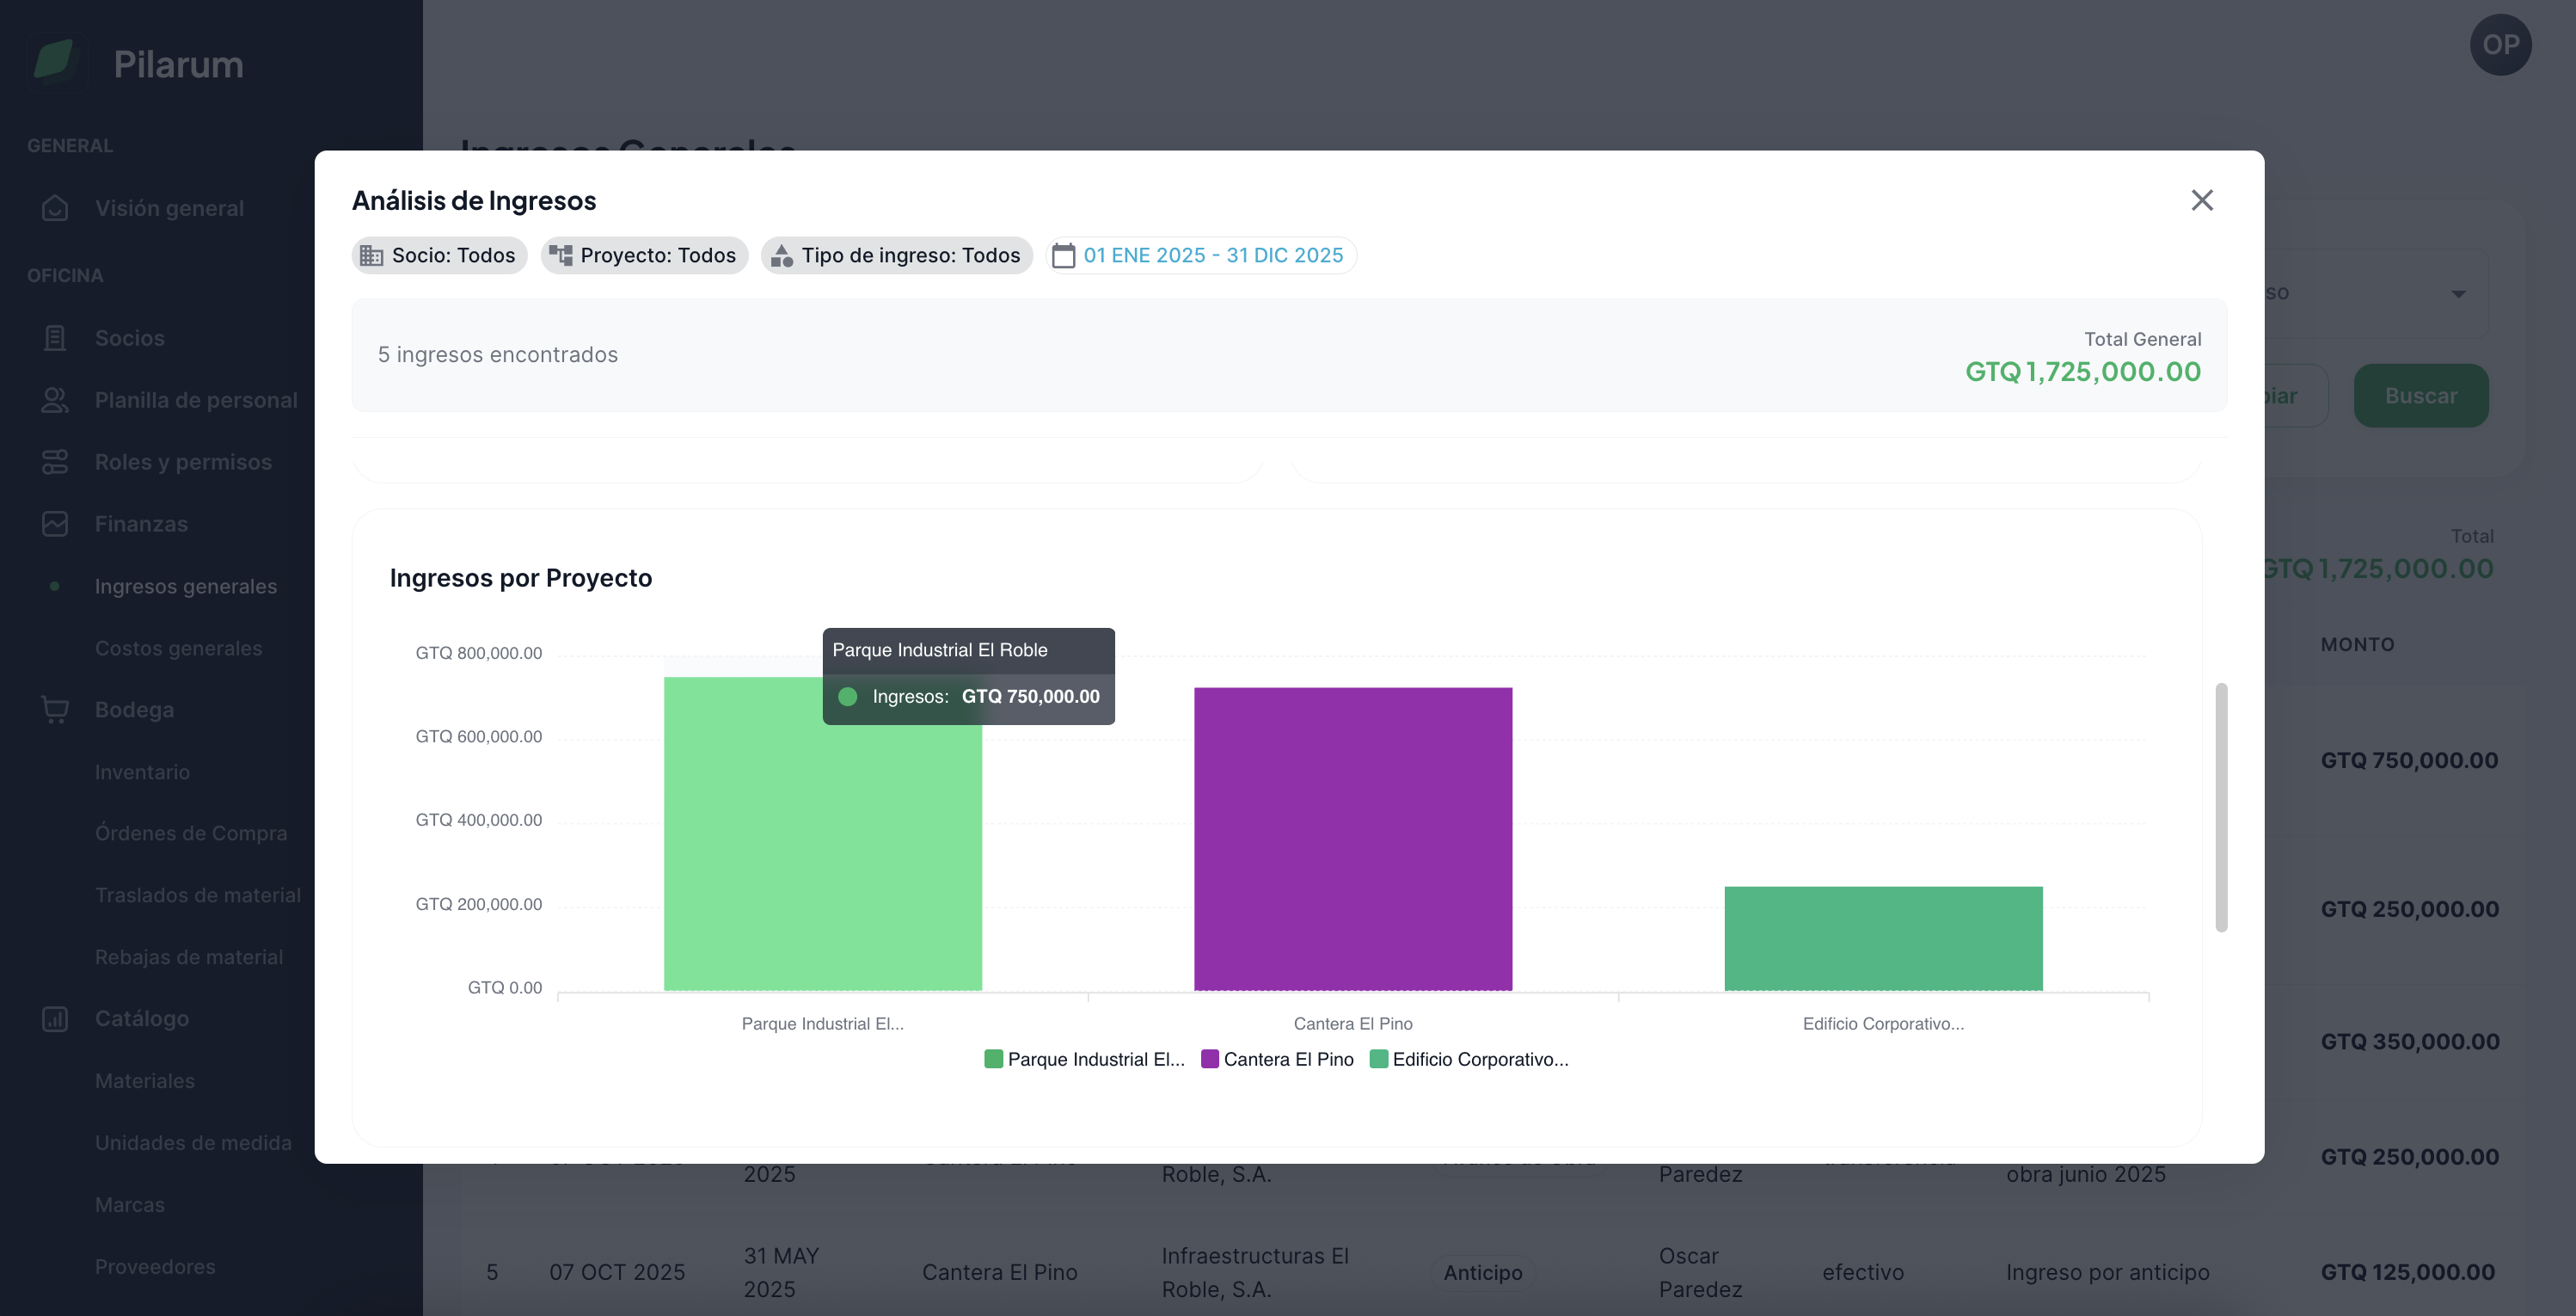 Pilarum
OP
GENERAL
Visión general
OFICINA
Socios
Planilla de personal
Roles y permisos
Finanzas
Ingresos generales
Costos generales
Bodega
Inventario
Órdenes de Compra
Traslados de material
Rebajas de material
Catálogo
Materiales
Unidades de medida
Marcas
Proveedores
Ingresos Generales
Análisis de Ingresos
Socio: Todos
Proyecto: Todos
Tipo de ingreso: Todos
01 ENE 2025 - 31 DIC 2025
5 ingresos encontrados
Total General
GTQ 1,725,000.00
Buscar
Total
GTQ 1,725,000.00
MONTO
Ingresos por Proyecto
GTQ 800,000.00
GTQ 600,000.00
GTQ 400,000.00
GTQ 200,000.00
GTQ 0.00
Parque Industrial El Roble
Ingresos: GTQ 750,000.00
Parque Industrial El...
Cantera El Pino
Edificio Corporativo...
Parque Industrial El...
Cantera El Pino
Edificio Corporativo...
GTQ 750,000.00
GTQ 250,000.00
GTQ 350,000.00
GTQ 250,000.00
2025
Roble, S.A.
Paredez
obra junio 2025
5
07 OCT 2025
31 MAY
2025
Cantera El Pino
Infraestructuras El
Roble, S.A.
Anticipo
Oscar
Paredez
efectivo
Ingreso por anticipo
GTQ 125,000.00